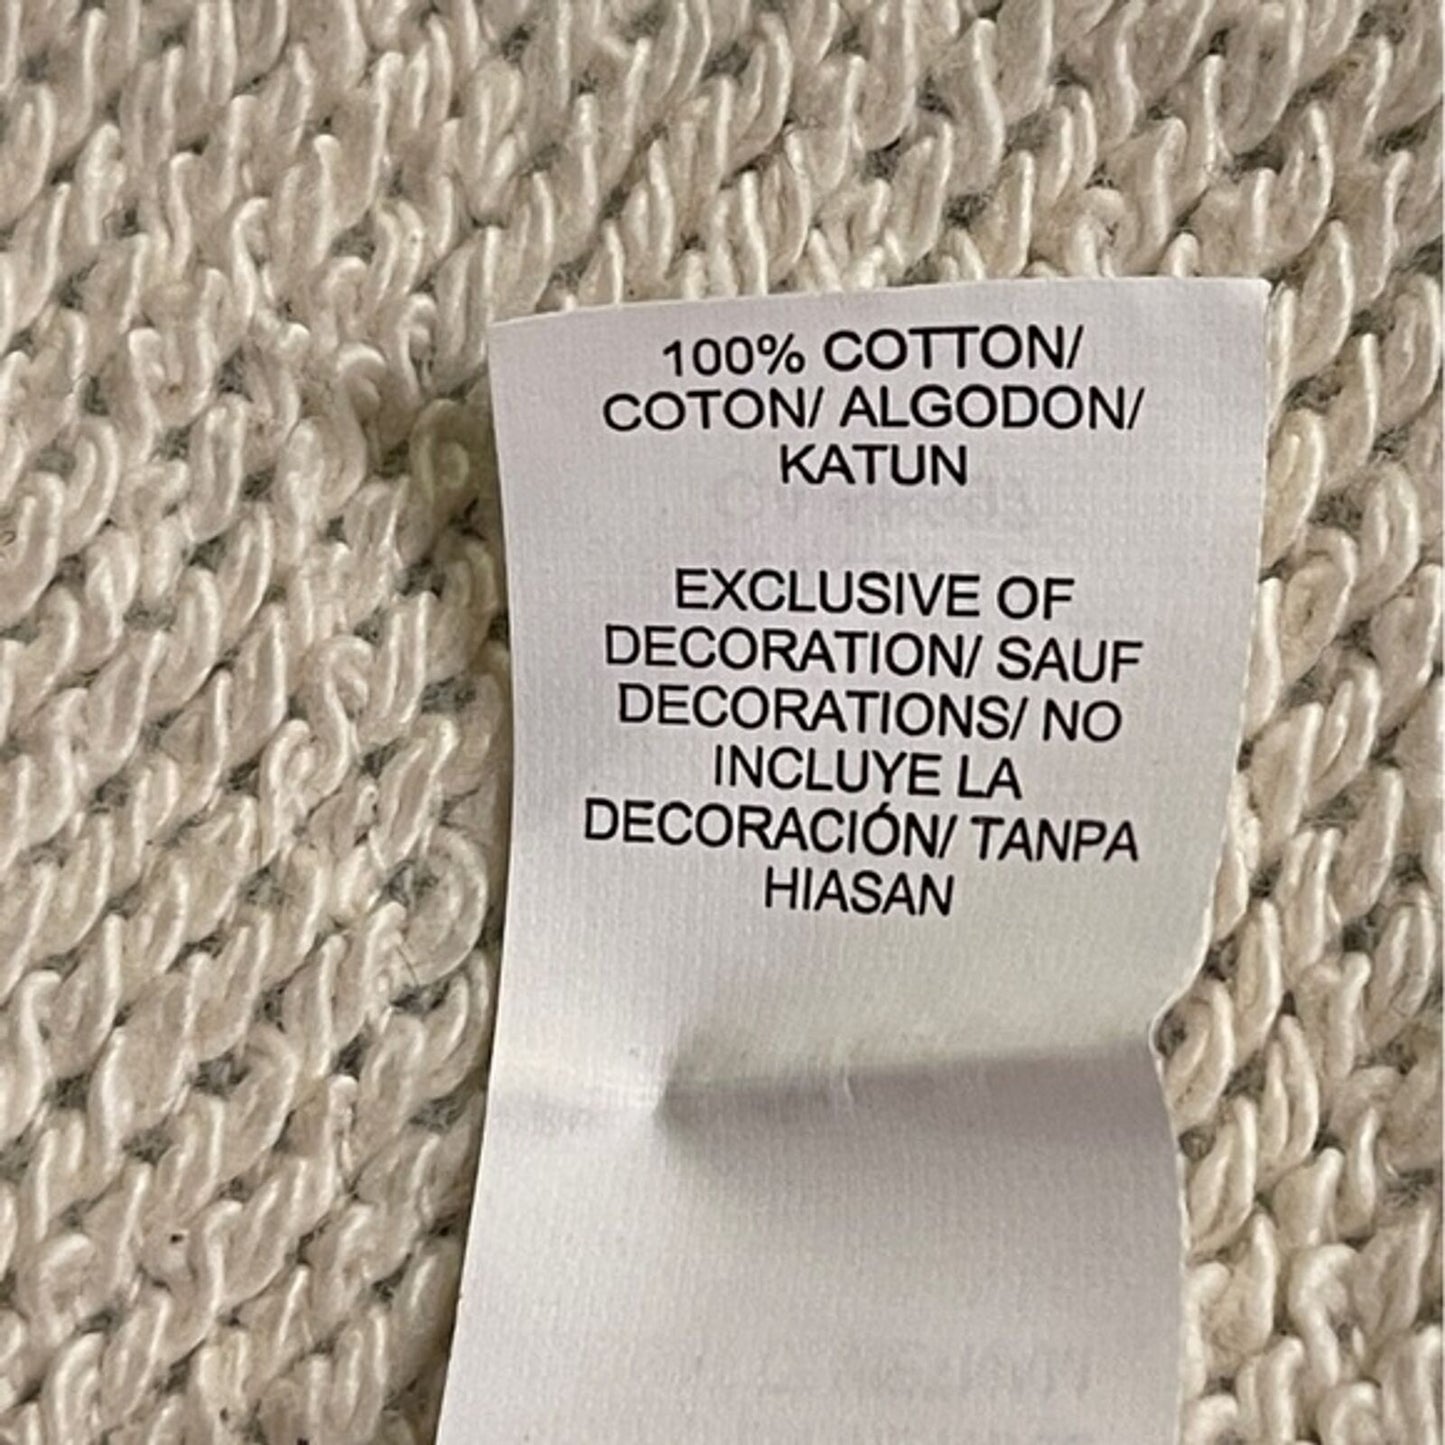 100% COTTON/
COTON/ ALGODON/
KATUN
EXCLUSIVE OF
DECORATION/ SAUF
DECORATIONS/ NO
INCLUYE LA
DECORACIÓN/ TANPA
HIASAN